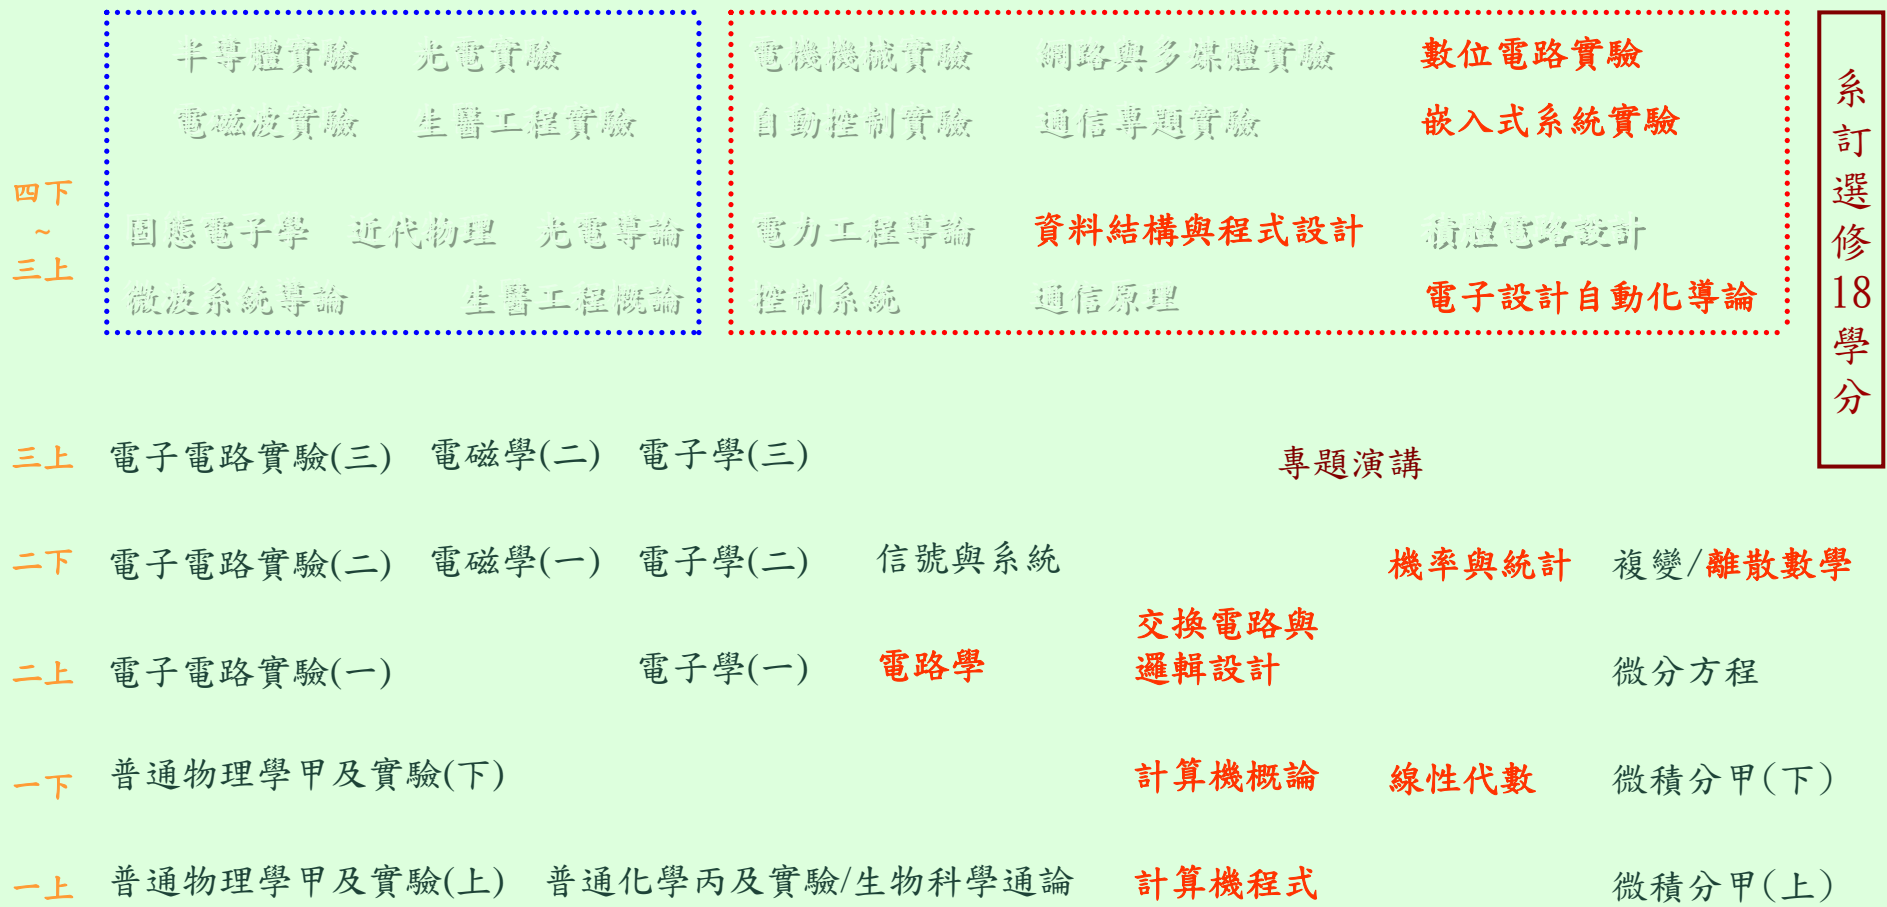 半導體實驗 光電實驗 電機機械實驗 網路與多媒體實驗 數位電路實驗
電磁波實驗 生醫工程實驗 自動控制實驗 通信專題實驗 嵌入式系統實驗
四下
~
三上
固態電子學 近代物理 光電導論 電力工程導論 資料結構與程式設計 積體電路設計
微波系統導論 生醫工程概論 控制系統 通信原理 電子設計自動化導論
系訂選修18學分
三上 電子電路實驗(三) 電磁學(二) 電子學(三) 專題演講
二下 電子電路實驗(二) 電磁學(一) 電子學(二) 信號與系統 機率與統計 複變/離散數學
二上 電子電路實驗(一) 電子學(一) 電路學 交換電路與
邏輯設計 微分方程
一下 普通物理學甲及實驗(下) 計算機概論 線性代數 微積分甲(下)
一上 普通物理學甲及實驗(上) 普通化學丙及實驗/生物科學通論 計算機程式 微積分甲(上)